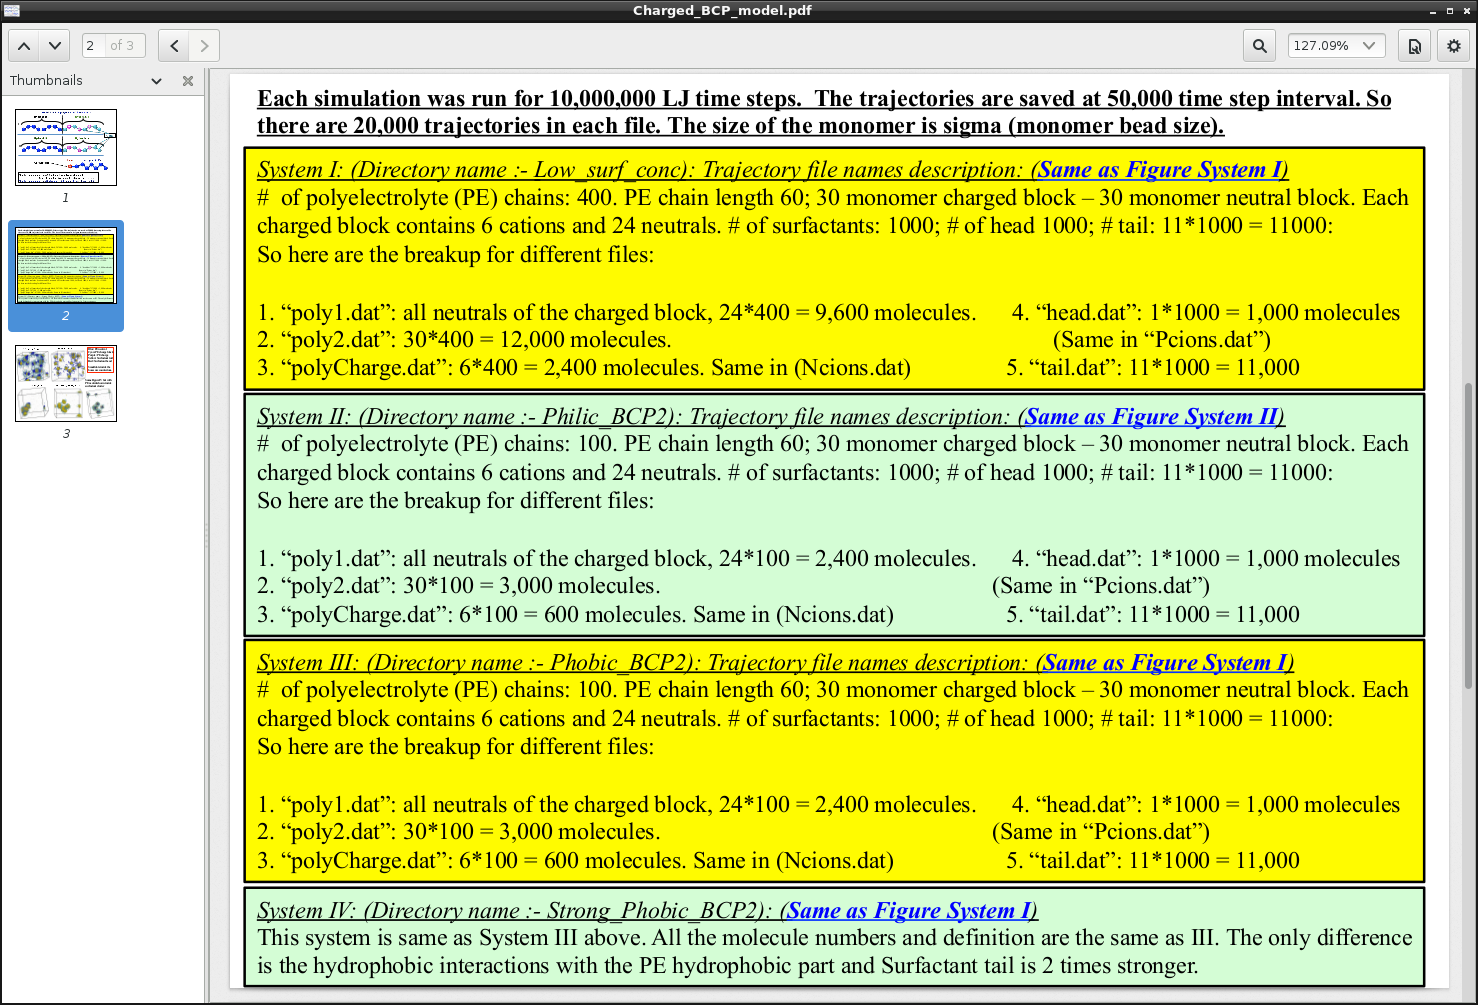 Charged_BCP_model.pdf
2 of 3
127.09%
Thumbnails
1
2
3
Each simulation was run for 10,000,000 LJ time steps.  The trajectories are saved at 50,000 time step interval. So
there are 20,000 trajectories in each file. The size of the monomer is sigma (monomer bead size).
System I: (Directory name :- Low_surf_conc): Trajectory file names description: (Same as Figure System I)
#  of polyelectrolyte (PE) chains: 400. PE chain length 60; 30 monomer charged block – 30 monomer neutral block. Each
charged block contains 6 cations and 24 neutrals. # of surfactants: 1000; # of head 1000; # tail: 11*1000 = 11000:
So here are the breakup for different files:
1. “poly1.dat”: all neutrals of the charged block, 24*400 = 9,600 molecules. 4. “head.dat”: 1*1000 = 1,000 molecules
2. “poly2.dat”: 30*400 = 12,000 molecules. (Same in “Pcions.dat”)
3. “polyCharge.dat”: 6*400 = 2,400 molecules. Same in (Ncions.dat) 5. “tail.dat”: 11*1000 = 11,000
System II: (Directory name :- Philic_BCP2): Trajectory file names description: (Same as Figure System II)
#  of polyelectrolyte (PE) chains: 100. PE chain length 60; 30 monomer charged block – 30 monomer neutral block. Each
charged block contains 6 cations and 24 neutrals. # of surfactants: 1000; # of head 1000; # tail: 11*1000 = 11000:
So here are the breakup for different files:
1. “poly1.dat”: all neutrals of the charged block, 24*100 = 2,400 molecules. 4. “head.dat”: 1*1000 = 1,000 molecules
2. “poly2.dat”: 30*100 = 3,000 molecules. (Same in “Pcions.dat”)
3. “polyCharge.dat”: 6*100 = 600 molecules. Same in (Ncions.dat) 5. “tail.dat”: 11*1000 = 11,000
System III: (Directory name :- Phobic_BCP2): Trajectory file names description: (Same as Figure System I)
#  of polyelectrolyte (PE) chains: 100. PE chain length 60; 30 monomer charged block – 30 monomer neutral block. Each
charged block contains 6 cations and 24 neutrals. # of surfactants: 1000; # of head 1000; # tail: 11*1000 = 11000:
So here are the breakup for different files:
1. “poly1.dat”: all neutrals of the charged block, 24*100 = 2,400 molecules. 4. “head.dat”: 1*1000 = 1,000 molecules
2. “poly2.dat”: 30*100 = 3,000 molecules. (Same in “Pcions.dat”)
3. “polyCharge.dat”: 6*100 = 600 molecules. Same in (Ncions.dat) 5. “tail.dat”: 11*1000 = 11,000
System IV: (Directory name :- Strong_Phobic_BCP2): (Same as Figure System I)
This system is same as System III above. All the molecule numbers and definition are the same as III. The only difference
is the hydrophobic interactions with the PE hydrophobic part and Surfactant tail is 2 times stronger.